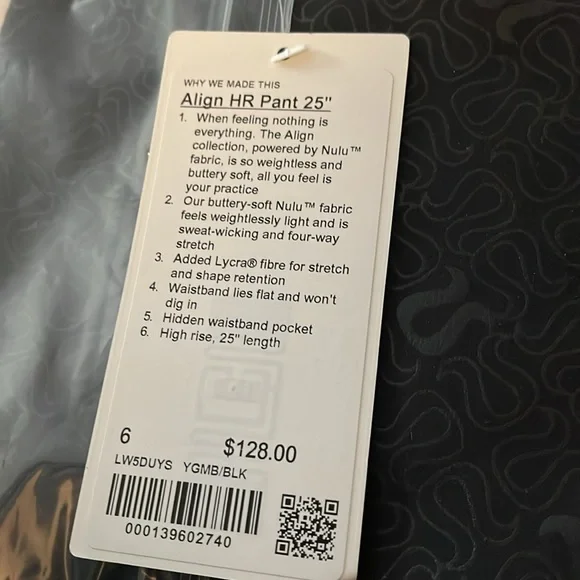 WHY WE MADE THIS
Align HR Pant 25"
1. When feeling nothing is
everything. The Align
collection, powered by Nulu™
fabric, is so weightless and
buttery soft, all you feel is
your practice
2. Our buttery-soft Nulu™ fabric
feels weightlessly light and is
sweat-wicking and four-way
stretch
3. Added Lycra® fibre for stretch
and shape retention
4. Waistband lies flat and won't
dig in
5. Hidden waistband pocket
6. High rise, 25" length
6 $128.00
LW5DUYS YGMB/BLK
000139602740